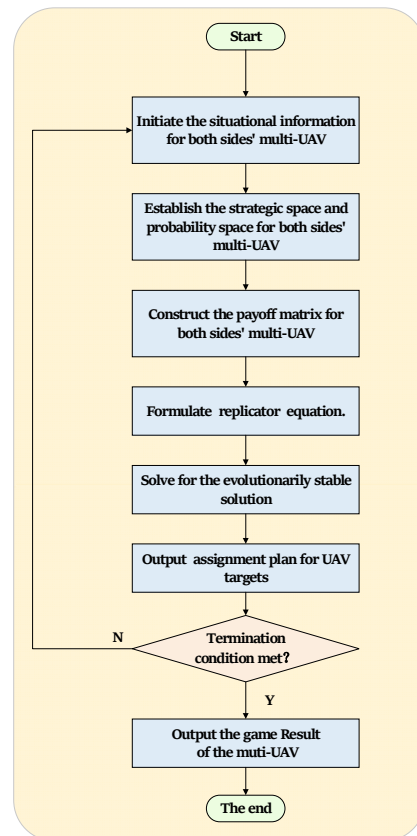 Start
Initiate the situational information
for both sides' multi-UAV
Establish the strategic space and
probability space for both sides'
multi-UAV
Construct the payoff matrix for
both sides' multi-UAV
Formulate replicator equation.
Solve for the evolutionarily stable
solution
Output assignment plan for UAV
targets
Termination
condition met?
N
Y
Output the game Result
of the muti-UAV
The end